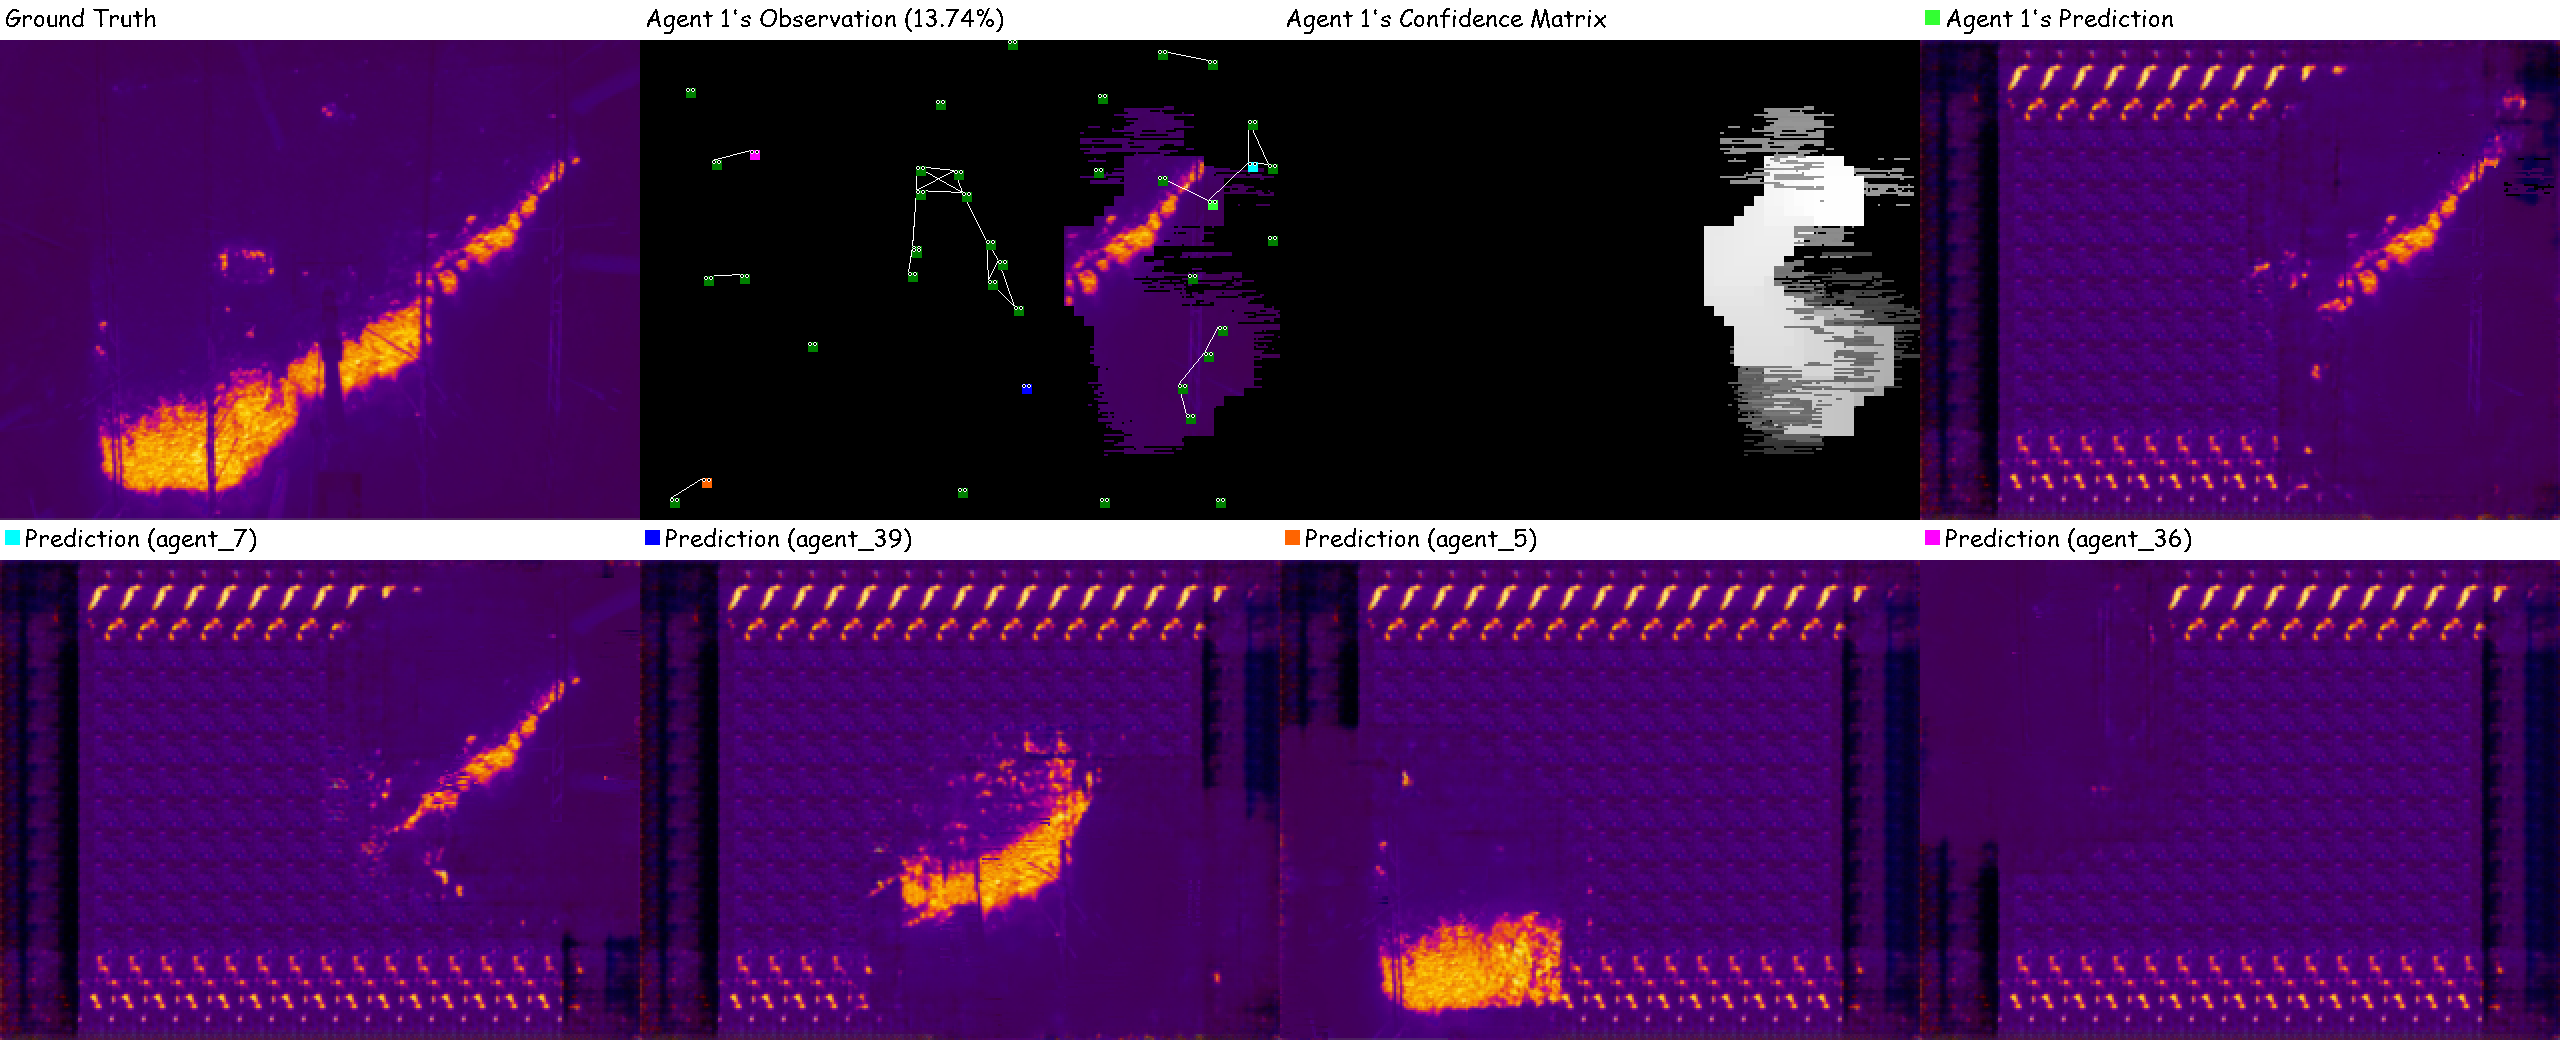 Ground Truth
Agent 1's Observation (13.74%)
Agent 1's Confidence Matrix
Agent 1's Prediction
Prediction (agent_7)
Prediction (agent_39)
Prediction (agent_5)
Prediction (agent_36)